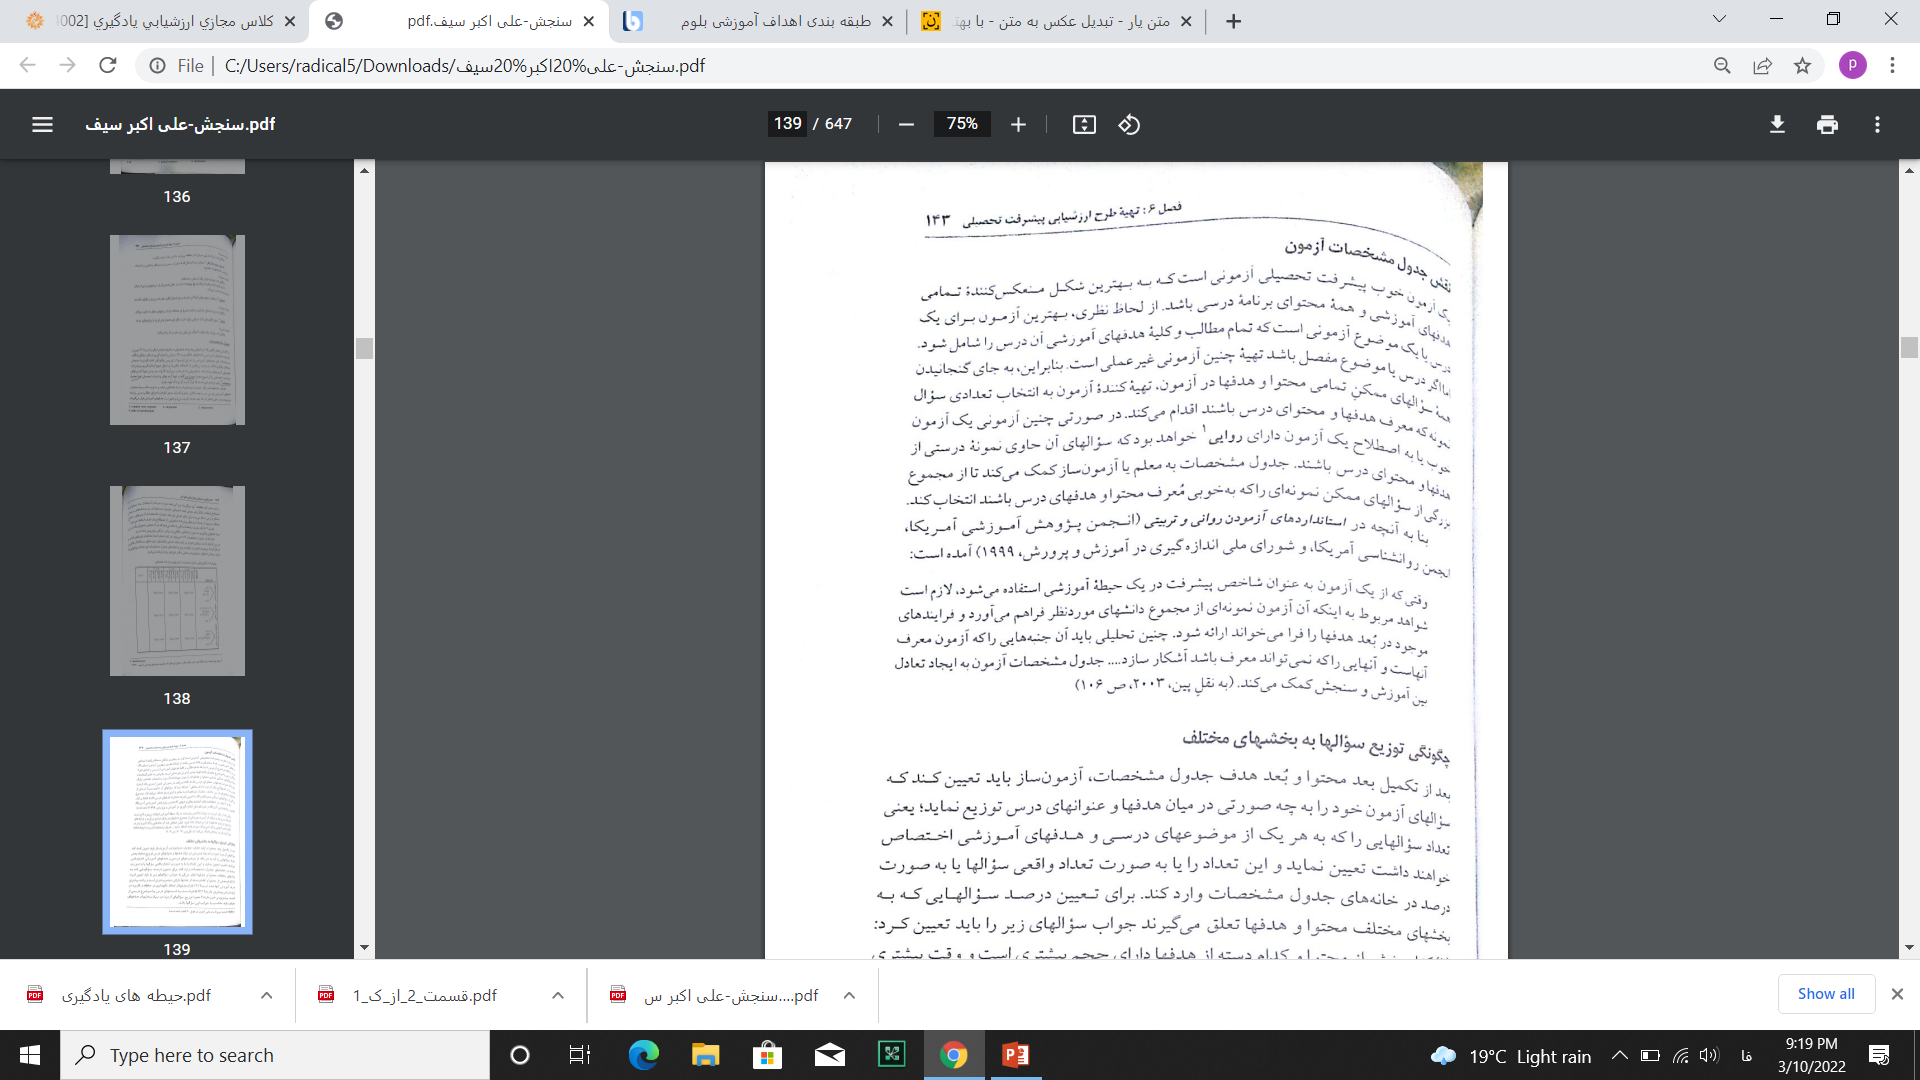 کلاس مجازي ارزشيابي يادگيري [4002
سنجش-علی اکبر سیف.pdf
طبقه بندی اهداف آموزشی بلوم
متن یار - تبدیل عکس به متن - با بهت
File | C:/Users/radical5/Downloads/سنجش-علی%20اکبر%20سیف.pdf
p
سنجش-علی اکبر سیف.pdf
139 / 647
75%
136
137
138
139
فصل ۶: تهیهٔ طرح ارزشیابی پیشرفت تحصیلی ۱۴۳
نقش جدول مشخصات آزمون
یک آزمون خوب پیشرفت تحصیلی آزمونی است که به بهترین شکل منعکس‌کنندهٔ تمامی
هدفهای آموزشی و همهٔ محتوای برنامهٔ درسی باشد. از لحاظ نظری، بهترین آزمون برای یک
درس یا یک موضوع آزمونی است که تمام مطالب و کلیهٔ هدفهای آموزشی آن درس را شامل شود.
اما اگر درس یا موضوع مفصل باشد تهیهٔ چنین آزمونی غیرعملی است. بنابراین، به جای گنجانیدن
همهٔ سؤالهای ممکنِ تمامی محتوا و هدفها در آزمون، تهیه‌کنندهٔ آزمون به انتخاب تعدادی سؤال
نمونه که معرف هدفها و محتوای درس باشند اقدام می‌کند. در صورتی چنین آزمونی یک آزمون
خوب یا به اصطلاح یک آزمون دارای روایی۱ خواهد بود که سؤالهای آن حاوی نمونهٔ درستی از
هدفها و محتوای درس باشند. جدول مشخصات به معلم یا آزمون‌ساز کمک می‌کند تا از مجموع
بزرگی از سؤالهای ممکن نمونه‌ای را که به‌خوبی مُعرف محتوا و هدفهای درس باشند انتخاب کند.
بنا به آنچه در استانداردهای آزمودن روانی و تربیتی (انجمن پژوهش آموزشی آمریکا،
انجمن روانشناسی آمریکا، و شورای ملی اندازه‌گیری در آموزش و پرورش، ۱۹۹۹) آمده است:
وقتی که از یک آزمون به عنوان شاخص پیشرفت در یک حیطهٔ آموزشی استفاده می‌شود، لازم است
شواهد مربوط به اینکه آن آزمون نمونه‌ای از مجموع دانشهای موردنظر فراهم می‌آورد و فرایندهای
موجود در بُعد هدفها را فرا می‌خواند ارائه شود. چنین تحلیلی باید آن جنبه‌هایی را که آزمون معرف
آنهاست و آنهایی را که نمی‌تواند معرف باشد آشکار سازد.... جدول مشخصات آزمون به ایجاد تعادل
بین آموزش و سنجش کمک می‌کند. (به نقل پین، ۲۰۰۳، ص ۱۰۶)
چگونگی توزیع سؤالها به بخشهای مختلف
بعد از تکمیل بعد محتوا و بُعد هدف جدول مشخصات، آزمون‌ساز باید تعیین کند که
سؤالهای آزمون خود را به چه صورتی در میان هدفها و عنوانهای درس توزیع نماید؛ یعنی
تعداد سؤالهایی را که به هر یک از موضوعهای درسی و هدفهای آموزشی اختصاص
خواهند داشت تعیین نماید و این تعداد را یا به صورت تعداد واقعی سؤالها یا به صورت
درصد در خانه‌های جدول مشخصات وارد کند. برای تعیین درصد سؤالهایی که به
بخشهای مختلف محتوا و هدفها تعلق می‌گیرند جواب سؤالهای زیر را باید تعیین کرد:
از محتوا و کدام دسته از هدفها دارای حجم بیشتری است و وقت بیشتری
حیطه های یادگیری.pdf
قسمت_2_از_ک_1.pdf
سنجش-علی اکبر س....pdf
Show all
Type here to search
19°C Light rain
فا
9:19 PM
3/10/2022